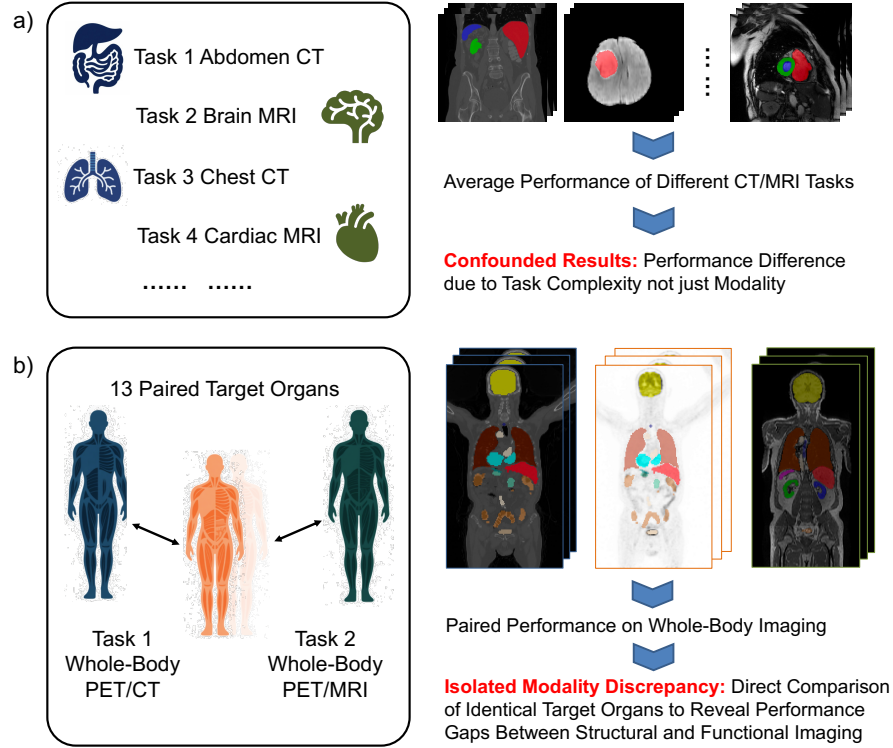 a)
Task 1 Abdomen CT
Task 2 Brain MRI
Task 3 Chest CT
Task 4 Cardiac MRI
...... ......
......
Average Performance of Different CT/MRI Tasks
Confounded Results: Performance Difference
due to Task Complexity not just Modality
b)
13 Paired Target Organs
Task 1
Whole-Body
PET/CT
Task 2
Whole-Body
PET/MRI
Paired Performance on Whole-Body Imaging
Isolated Modality Discrepancy: Direct Comparison
of Identical Target Organs to Reveal Performance
Gaps Between Structural and Functional Imaging